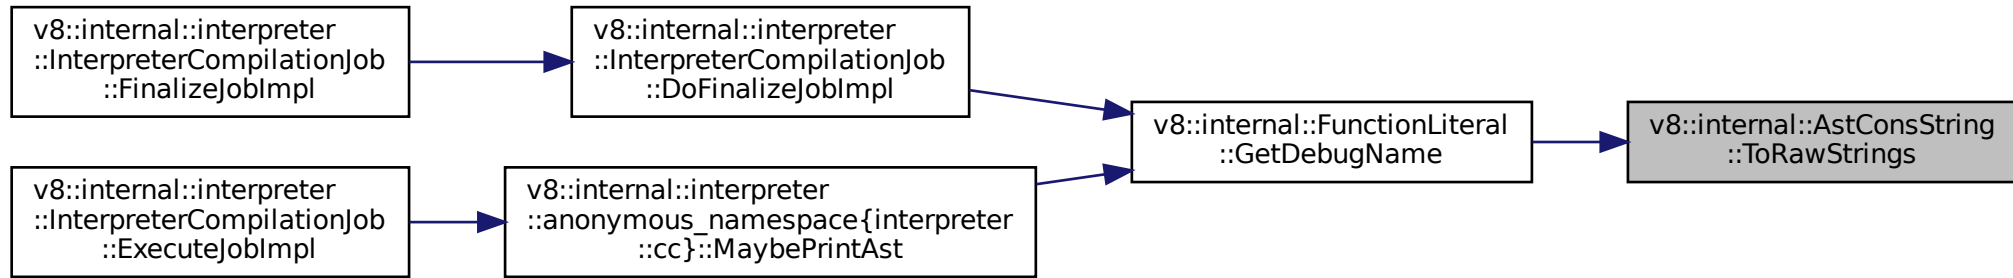 v8::internal::interpreter
::InterpreterCompilationJob
::FinalizeJobImpl
v8::internal::interpreter
::InterpreterCompilationJob
::DoFinalizeJobImpl
v8::internal::FunctionLiteral
::GetDebugName
v8::internal::AstConsString
::ToRawStrings
v8::internal::interpreter
::InterpreterCompilationJob
::ExecuteJobImpl
v8::internal::interpreter
::anonymous_namespace{interpreter
::cc}::MaybePrintAst